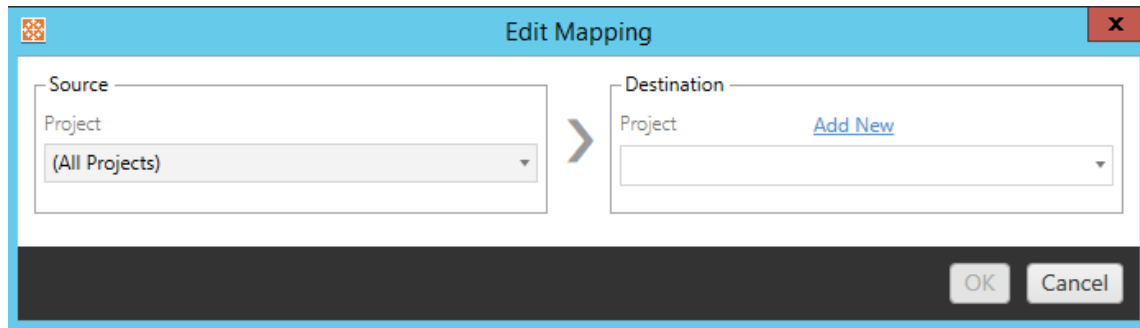 Edit Mapping
x
Source
Project
(All Projects)
Destination
Project Add New
OK Cancel